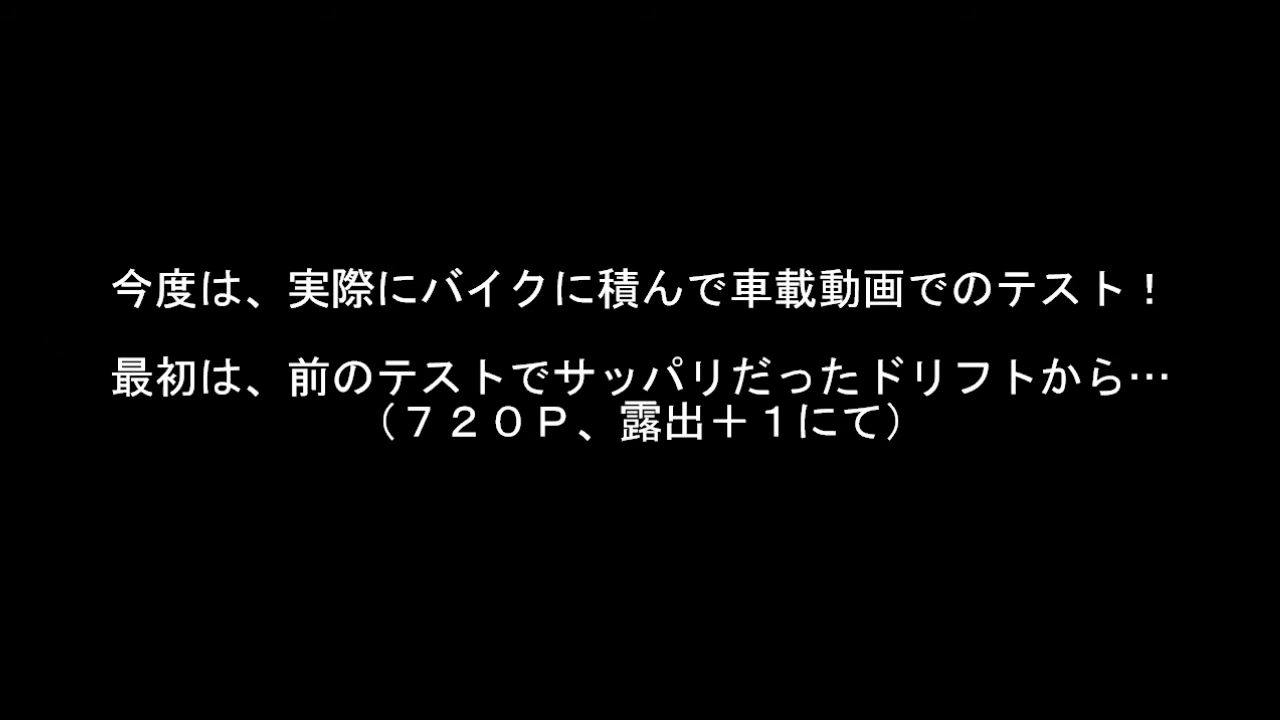 今度は、実際にバイクに積んで車載動画でのテスト！
最初は、前のテストでサッパリだったドリフトから…
（７２０Ｐ、露出＋１にて）